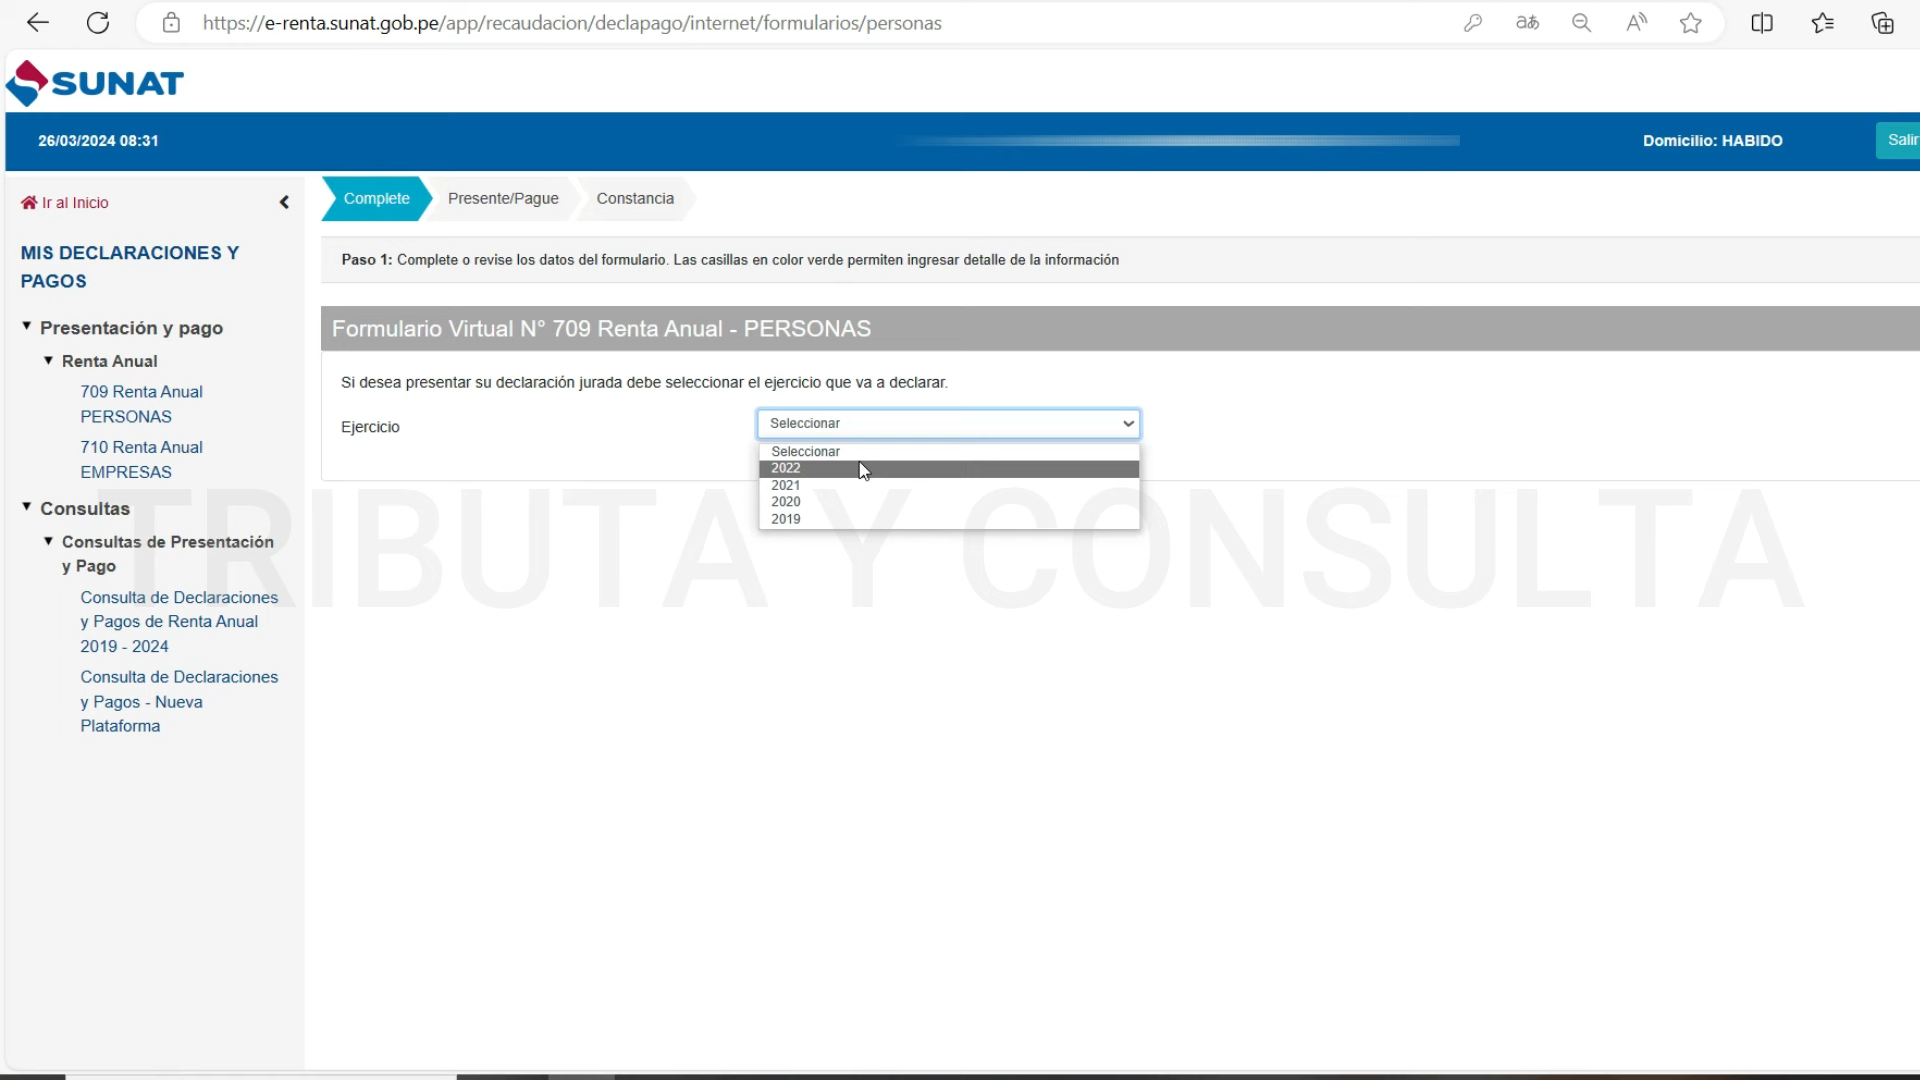 https://e-renta.sunat.gob.pe/app/recaudacion/declapago/internet/formularios/personas
SUNAT
26/03/2024 08:31
Domicilio: HABIDO
Salir
Ir al Inicio
MIS DECLARACIONES Y
PAGOS
Presentación y pago
Renta Anual
709 Renta Anual
PERSONAS
710 Renta Anual
EMPRESAS
Consultas
Consultas de Presentación
y Pago
Consulta de Declaraciones
y Pagos de Renta Anual
2019 - 2024
Consulta de Declaraciones
y Pagos - Nueva
Plataforma
Complete
Presente/Pague
Constancia
Paso 1: Complete o revise los datos del formulario. Las casillas en color verde permiten ingresar detalle de la información
Formulario Virtual N° 709 Renta Anual - PERSONAS
Si desea presentar su declaración jurada debe seleccionar el ejercicio que va a declarar.
Ejercicio
Seleccionar
Seleccionar
2022
2021
2020
2019
TRIBUTA Y CONSULTA